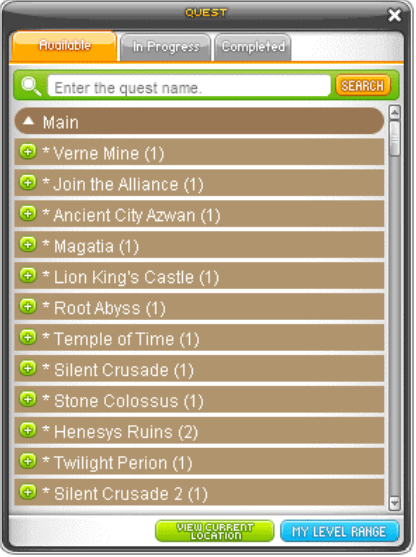 QUEST
Available
In Progress
Completed
Enter the quest name.
SEARCH
Main
* Verne Mine (1)
* Join the Alliance (1)
* Ancient City Azwan (1)
* Magatia (1)
* Lion King's Castle (1)
* Root Abyss (1)
* Temple of Time (1)
* Silent Crusade (1)
* Stone Colossus (1)
* Henesys Ruins (2)
* Twilight Perion (1)
* Silent Crusade 2 (1)
VIEW CURRENT
LOCATION
MY LEVEL RANGE